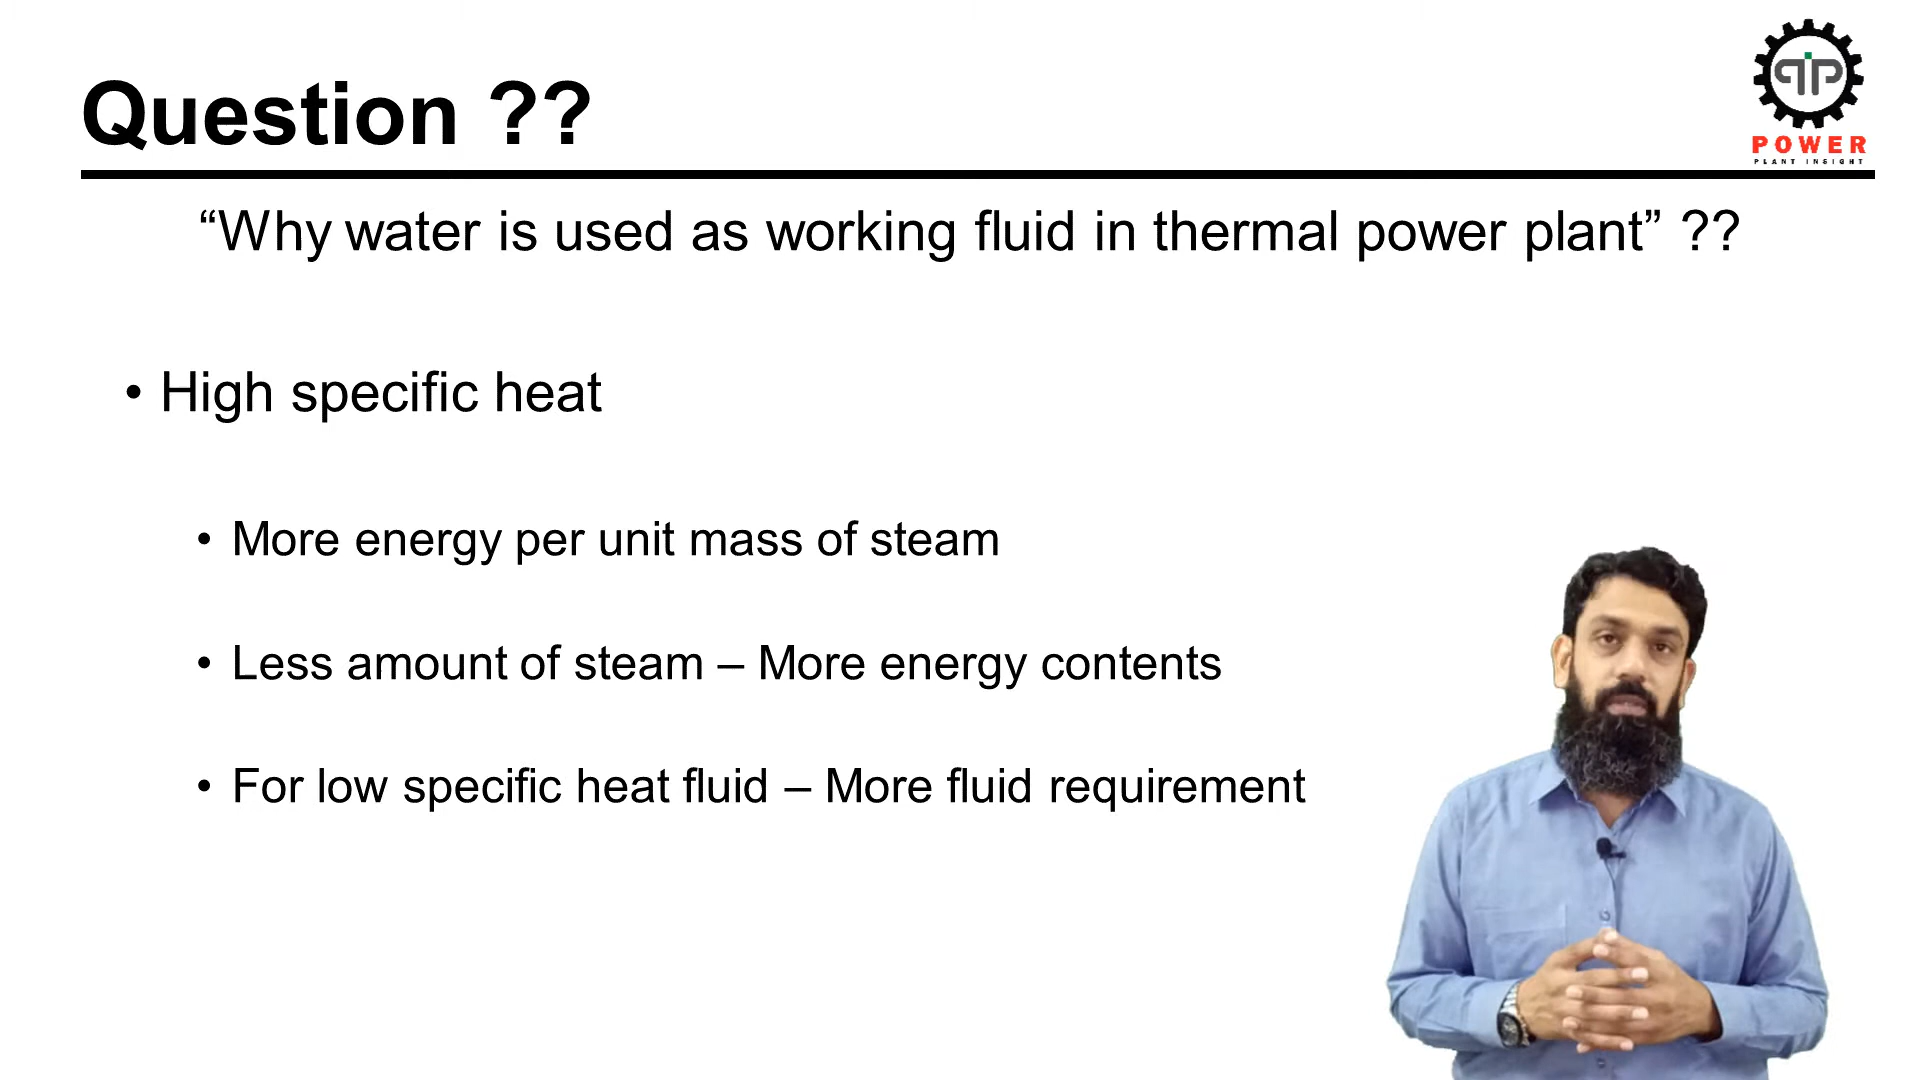 Question ??
POWER
PLANT INSIGHT
“Why water is used as working fluid in thermal power plant” ??
• High specific heat
• More energy per unit mass of steam
• Less amount of steam – More energy contents
• For low specific heat fluid – More fluid requirement